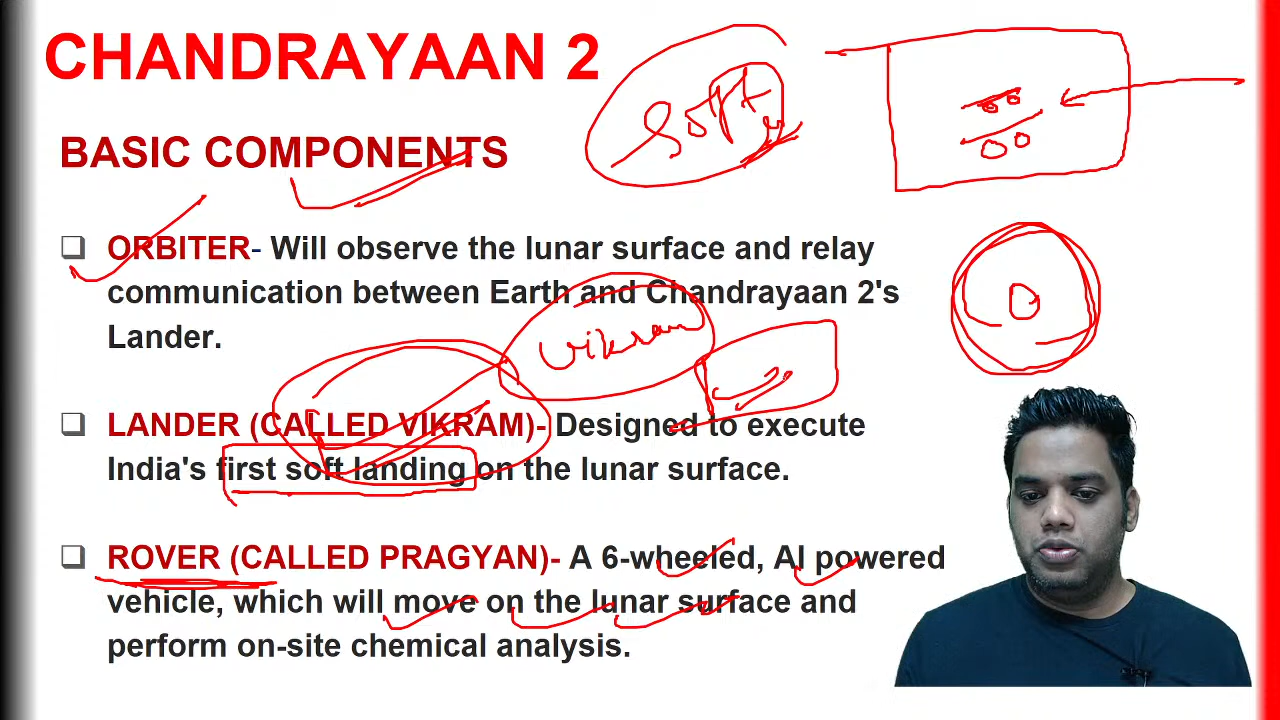 CHANDRAYAAN 2
soft
BASIC COMPONENTS
ORBITER- Will observe the lunar surface and relay
communication between Earth and Chandrayaan 2's
Lander.
vikram
LANDER (CALLED VIKRAM)- Designed to execute
India's first soft landing on the lunar surface.
ROVER (CALLED PRAGYAN)- A 6-wheeled, AI powered
vehicle, which will move on the lunar surface and
perform on-site chemical analysis.